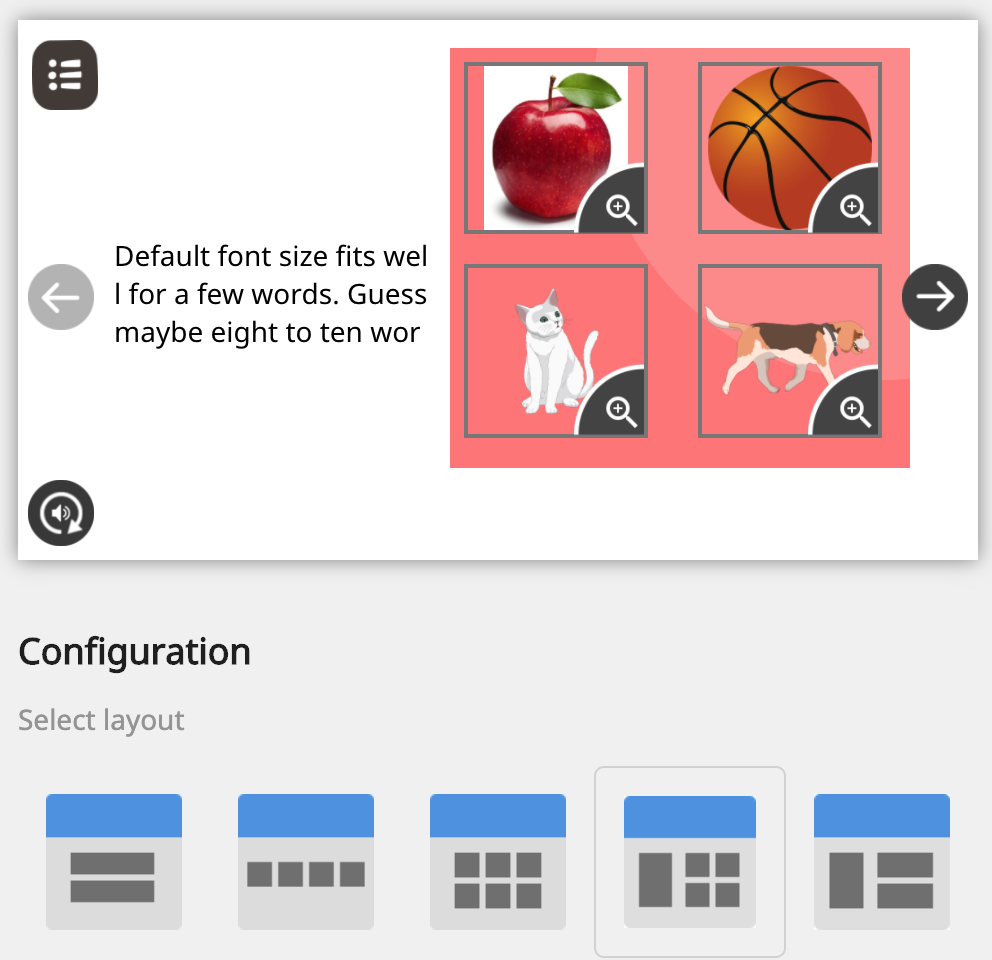 Default font size fits wel
l for a few words. Guess
maybe eight to ten wor
Configuration
Select layout